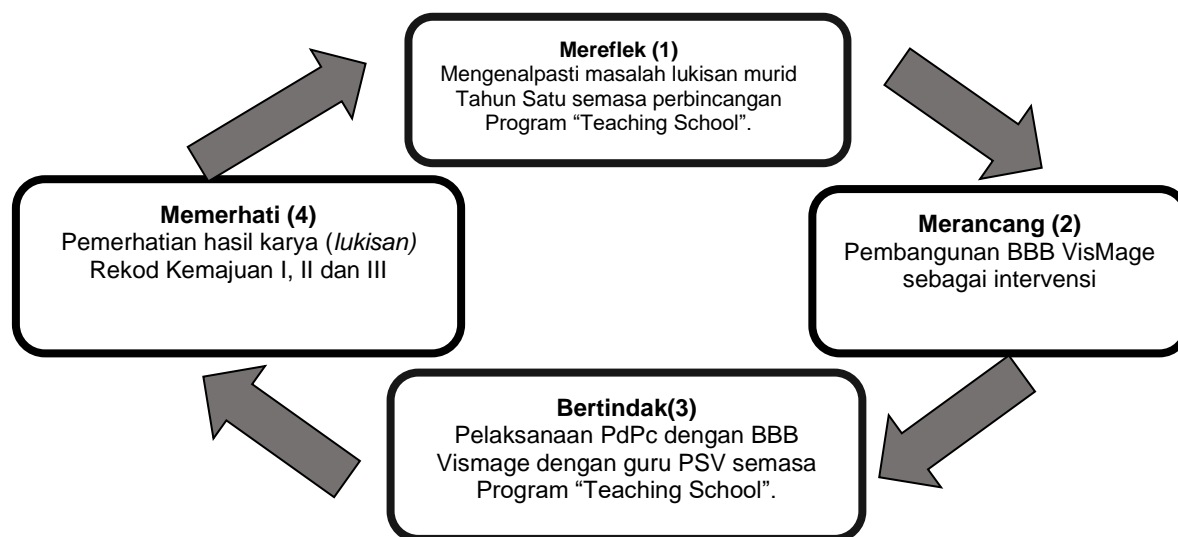 Mereflek (1)
Mengenalpasti masalah lukisan murid
Tahun Satu semasa perbincangan
Program “Teaching School”.
Merancang (2)
Pembangunan BBB VisMage
sebagai intervensi
Bertindak(3)
Pelaksanaan PdPc dengan BBB
Vismage dengan guru PSV semasa
Program “Teaching School”.
Memerhati (4)
Pemerhatian hasil karya (lukisan)
Rekod Kemajuan I, II dan III